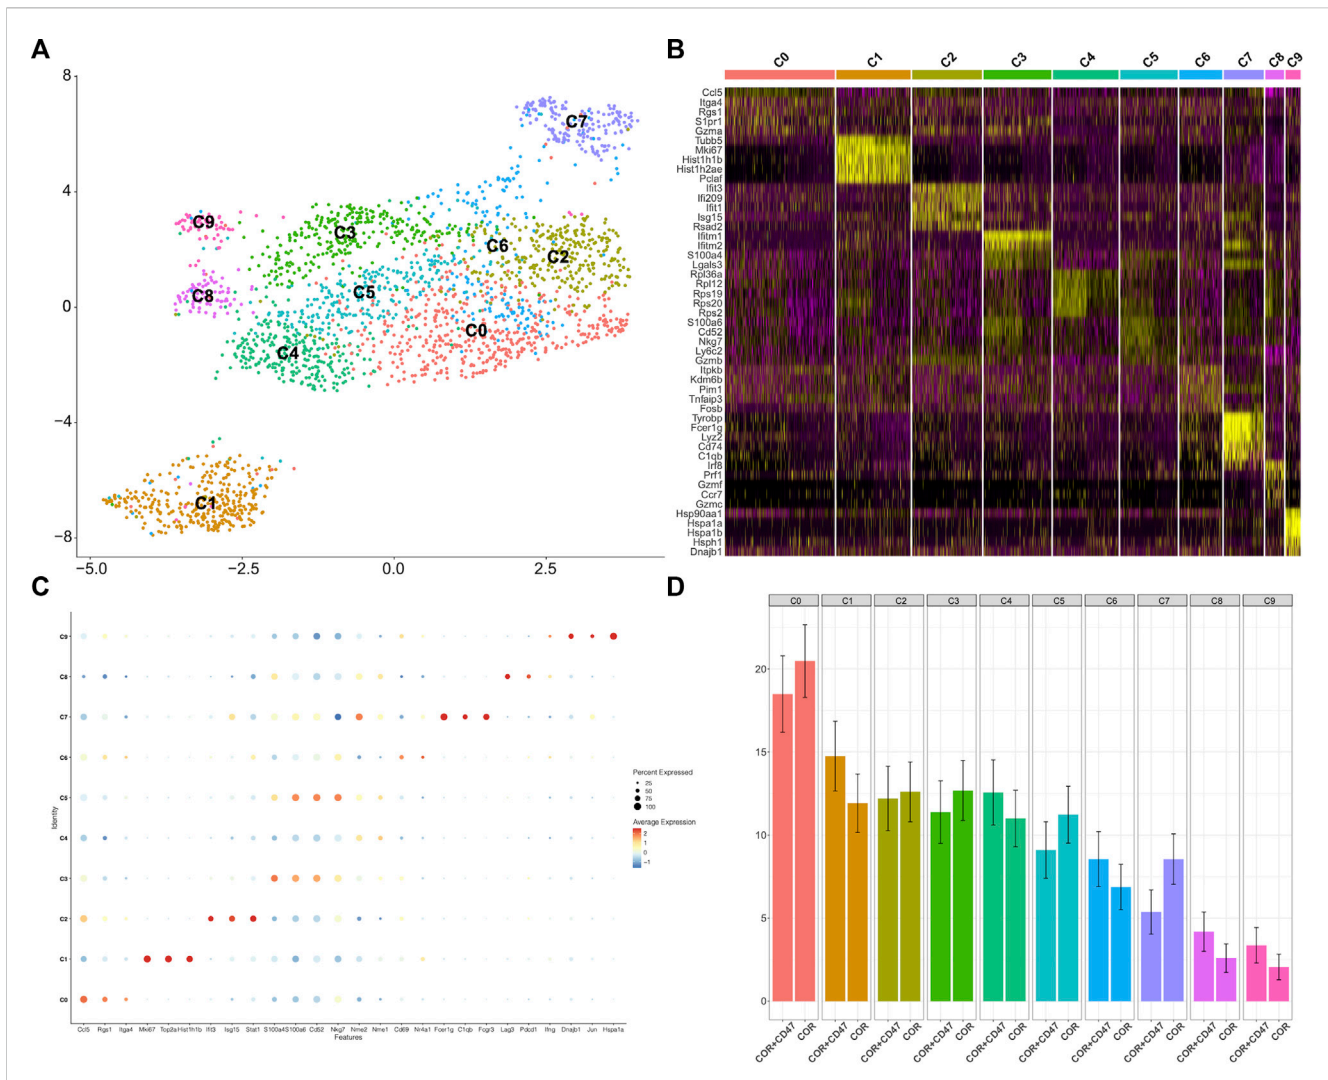 A
8
4
0
−4
−8
−5.0 −2.5 0.0 2.5
C7
C9
C3
C6
C2
C8
C5
C0
C4
C1
B
C0 C1 C2 C3 C4 C5 C6 C7 C8 C9
Ccl5
Itga4
Rgs1
S1pr1
Gzma
Tubb5
Mki67
Hist1h1b
Hist1h2ae
Pclaf
Ifit3
Ifi209
Ifit1
Isg15
Rsad2
Ifitm1
Ifitm2
S100a4
Lgals3
Rpl36a
Rpl12
Rps19
Rps20
Rps2
S100a6
Cd52
Nkg7
Ly6c2
Gzmb
Itpkb
Kdm6b
Pim1
Tnfaip3
Fosb
Tyrobp
Fcer1g
Lyz2
Cd74
C1qb
Irf8
Prf1
Gzmf
Ccr7
Gzmc
Hsp90aa1
Hspa1a
Hspa1b
Hsph1
Dnajb1
C
Identity
C9
C8
C7
C6
C5
C4
C3
C2
C1
C0
Ccl5 Rgs1 Itga4 Mki67 Top2a Hist1h1b Ifit3 Isg15 Stat1 S100a4 S100a6 Cd52 Nkg7 Nme2 Nme1 Cd69 Nr4a1 Fcer1g C1qb Fcgr3 Lag3 Pdcd1 Ifng Dnajb1 Jun Hspa1a
Features
Percent Expressed
25
50
75
100
Average Expression
2
1
0
−1
D
C0 C1 C2 C3 C4 C5 C6 C7 C8 C9
20
15
10
5
0
COR+CD47 COR COR+CD47 COR COR+CD47 COR COR+CD47 COR COR+CD47 COR COR+CD47 COR COR+CD47 COR COR+CD47 COR COR+CD47 COR COR+CD47 COR